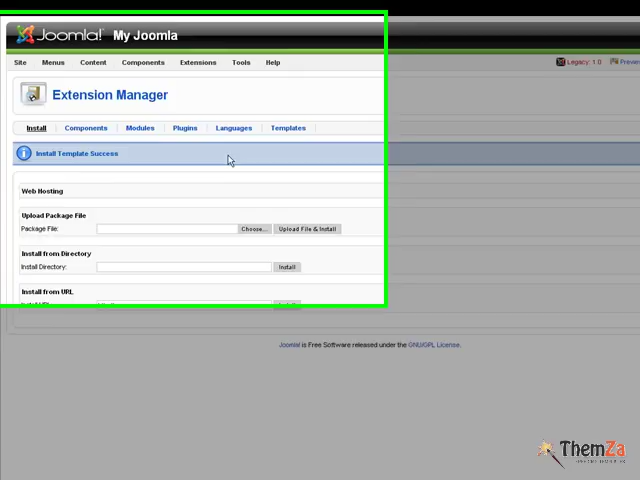 Joomla! My Joomla
Site Menus Content Components Extensions Tools Help Legacy: 1.0
Extension Manager
Install Components Modules Plugins Languages Templates
Install Template Success
Web Hosting
Upload Package File
Package File: Choose... Upload File & Install
Install from Directory
Install Directory: Install
Install from URL
Joomla! is Free Software released under the GNU/GPL License.
ThemZa